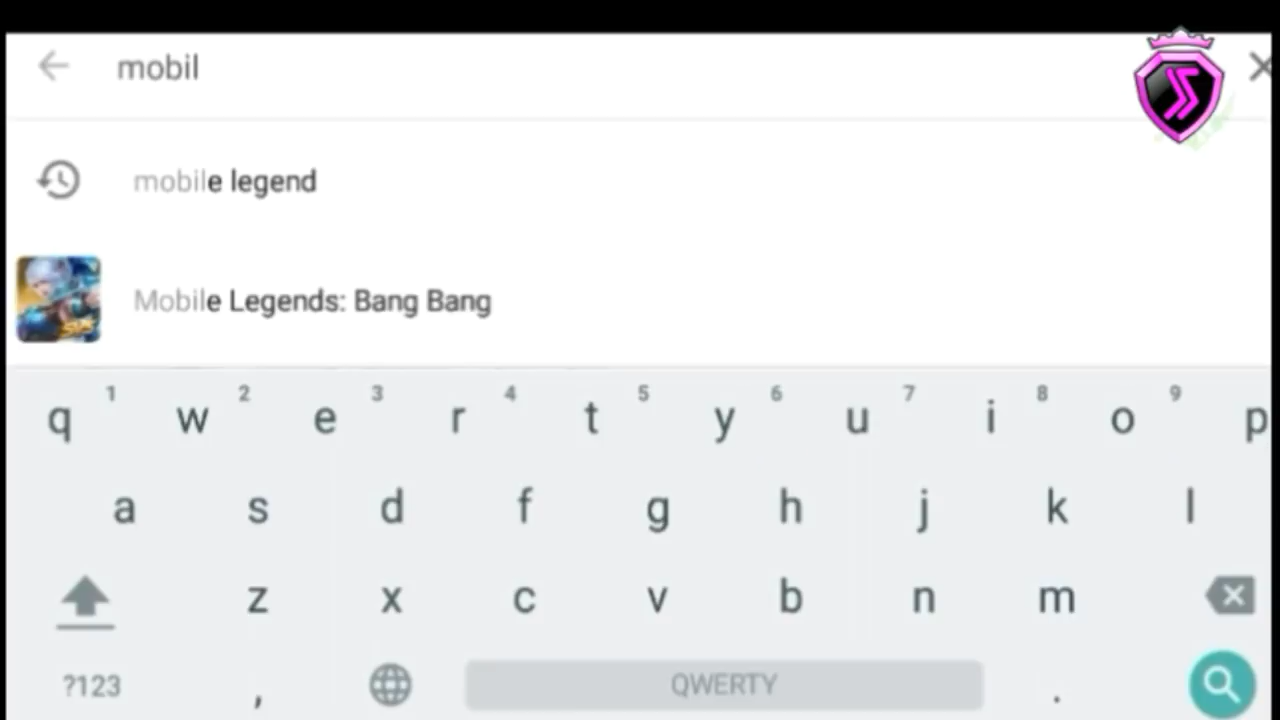 mobil
mobile legend
Mobile Legends: Bang Bang
1 2 3 4 5 6 7 8 9
q w e r t y u i o p
a s d f g h j k l
z x c v b n m
?123 , QWERTY .